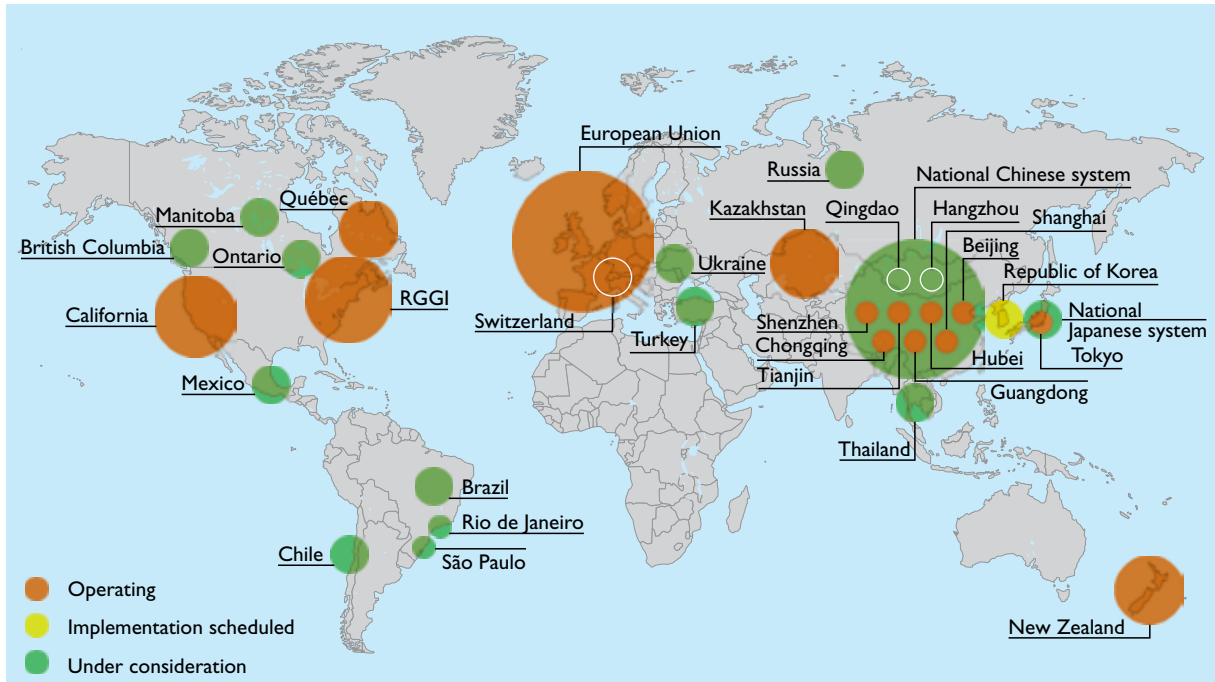 European Union
Russia
National Chinese system
Québec
Kazakhstan
Qingdao
Hangzhou
Shanghai
Manitoba
British Columbia
Ontario
Ukraine
Beijing
Republic of Korea
California
RGGI
Switzerland
Turkey
Shenzhen
Chongqing
Tianjin
National
Japanese system
Hubei
Tokyo
Guangdong
Mexico
Thailand
Brazil
Rio de Janeiro
São Paulo
Chile
New Zealand
Operating
Implementation scheduled
Under consideration